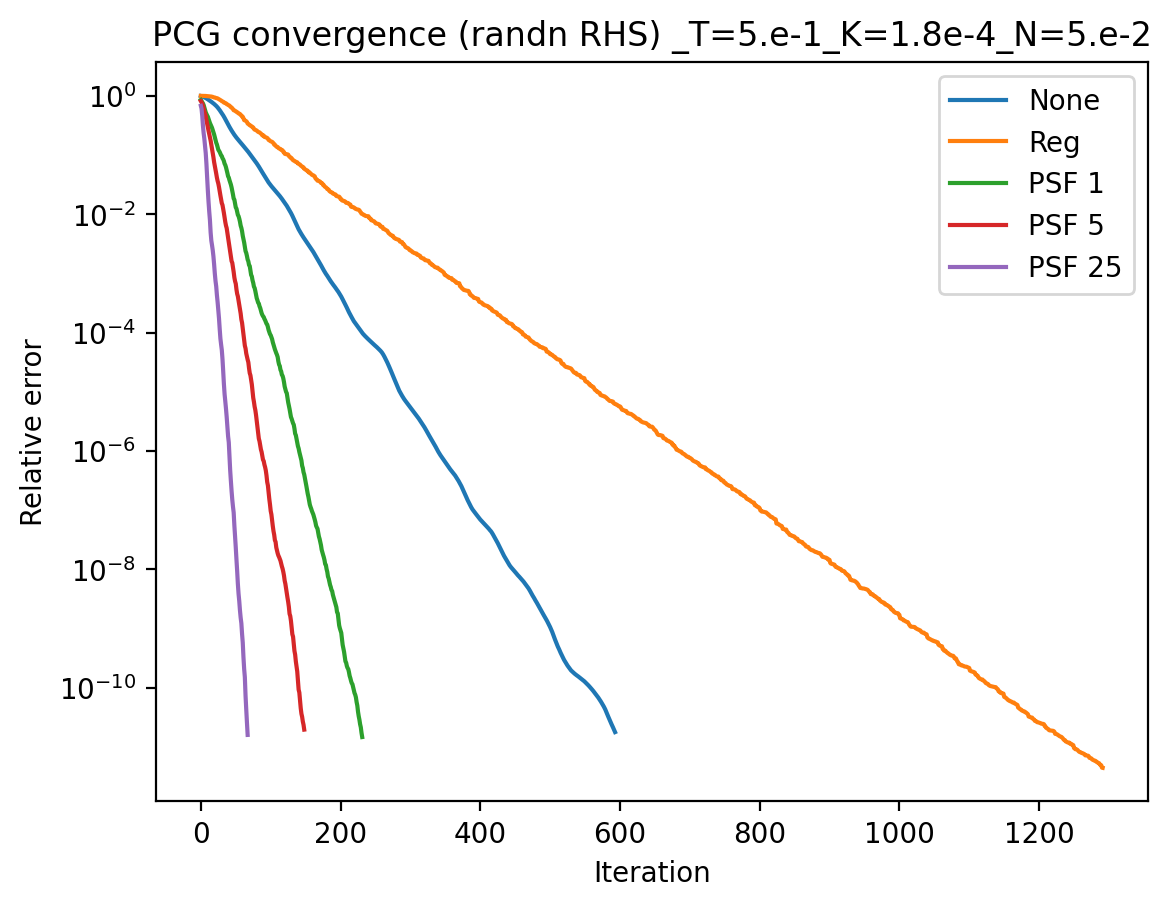 PCG convergence (randn RHS) _T=5.e-1_K=1.8e-4_N=5.e-2
None
Reg
PSF 1
PSF 5
PSF 25
Relative error
10⁰
10⁻²
10⁻⁴
10⁻⁶
10⁻⁸
10⁻¹⁰
0 200 400 600 800 1000 1200
Iteration